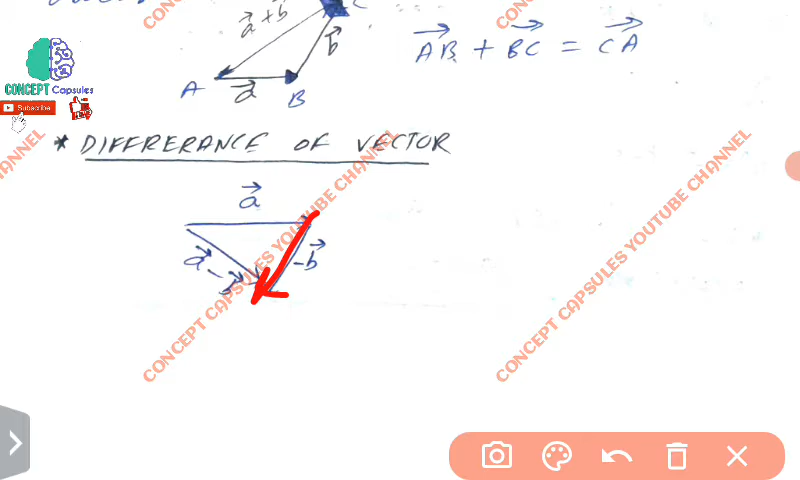 a⃗ + b⃗
b⃗
AB⃗ + BC⃗ = CA⃗
A
a⃗
B
CONCEPT Capsules
Subscribe
* DIFFRERANCE OF VECTOR
a⃗
a⃗ -
-b⃗
CONCEPT CAPSULES YOUTUBE CHANNEL
CONCEPT CAPSULES YOUTUBE CHANNEL